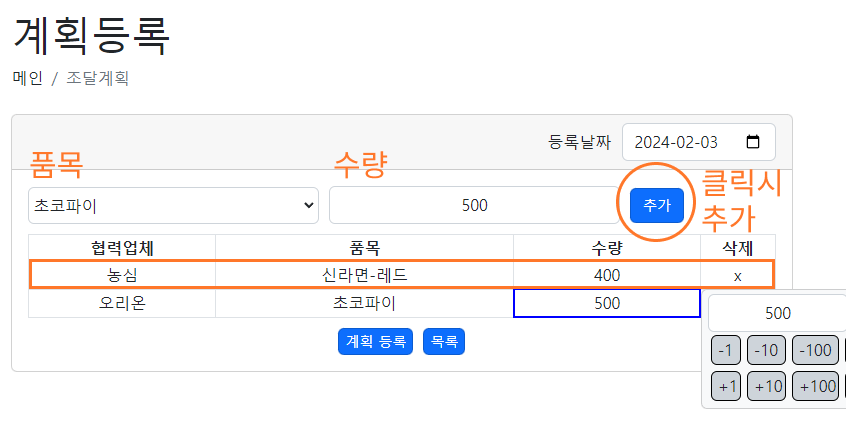 계획등록
메인 / 조달계획
등록날짜 2024-02-03
품목 수량
초코파이 500 추가 클릭시 추가
협력업체 품목 수량 삭제
농심 신라면-레드 400 x
오리온 초코파이 500
계획 등록 목록
500
-1 -10 -100
+1 +10 +100